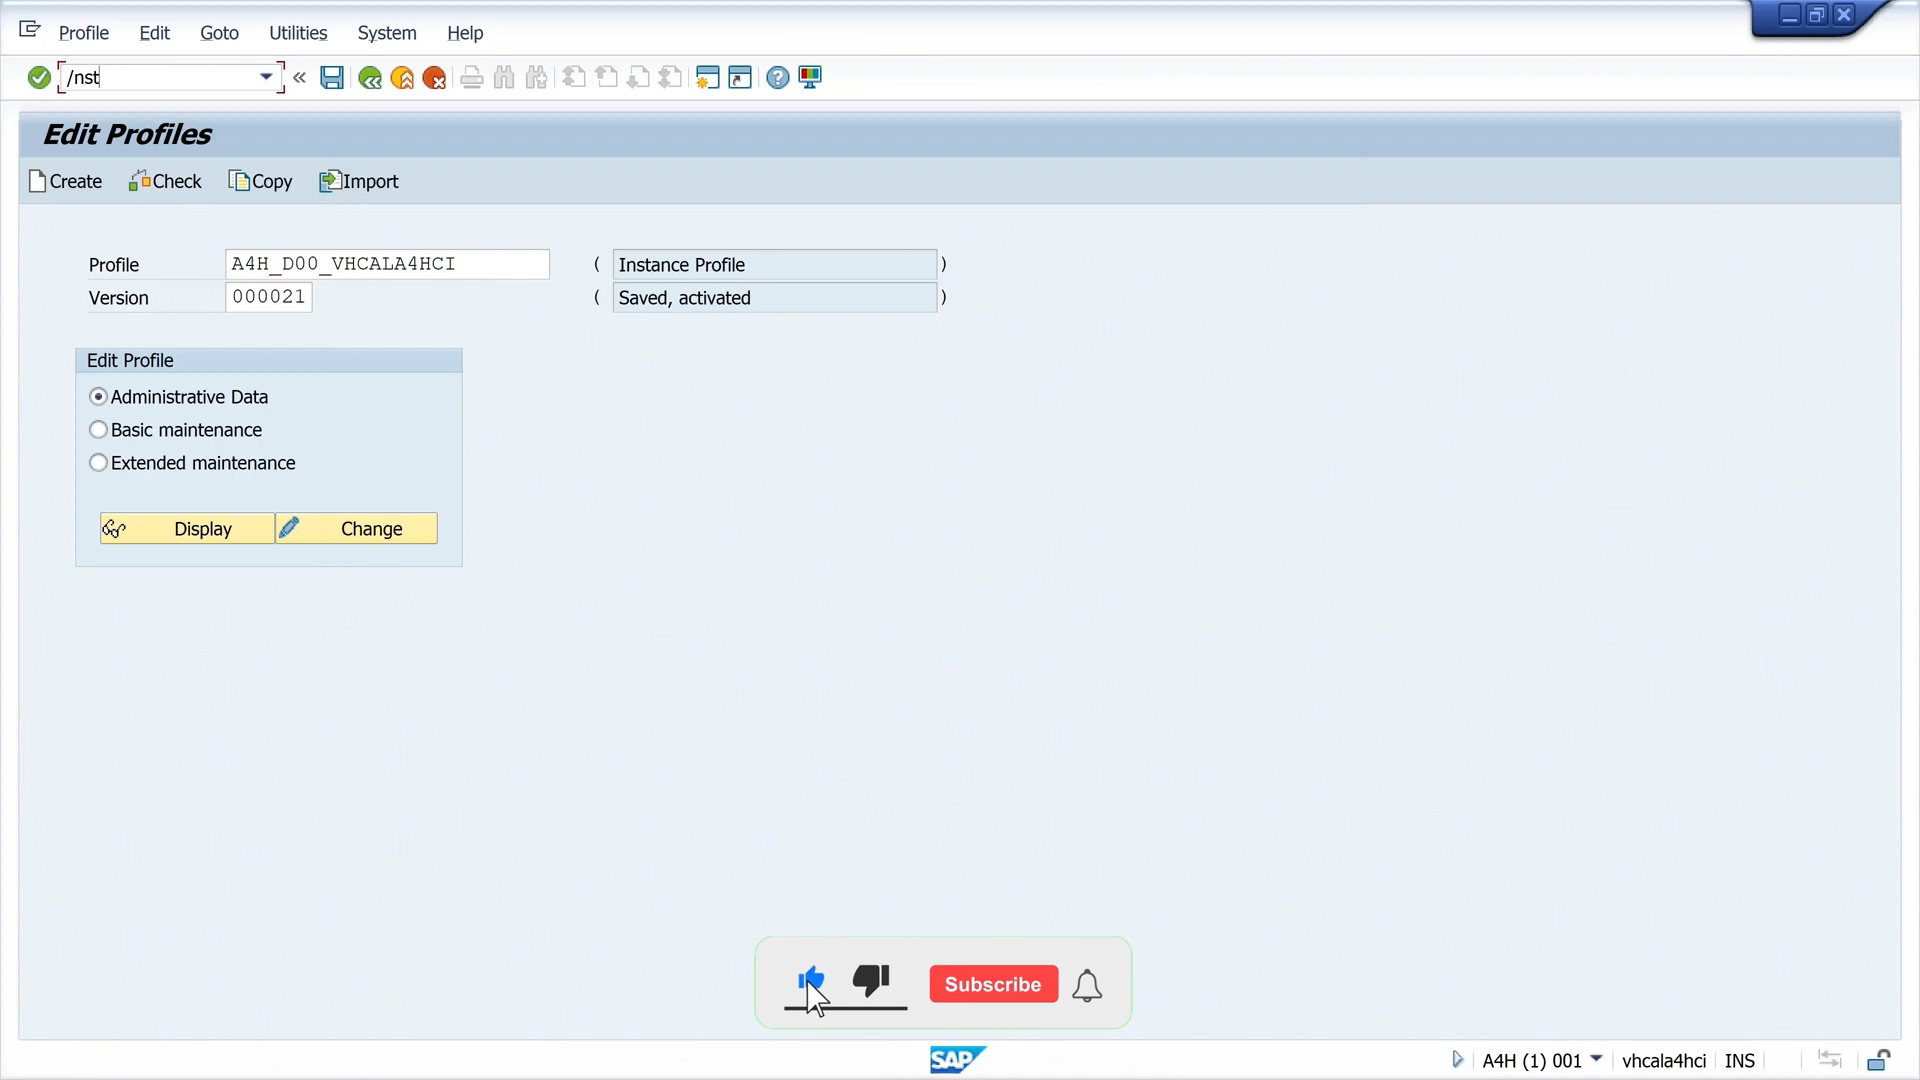 Profile Edit Goto Utilities System Help
/nst
Edit Profiles
Create Check Copy Import
Profile A4H_D00_VHCALA4HCI ( Instance Profile )
Version 000021 ( Saved, activated )
Edit Profile
Administrative Data
Basic maintenance
Extended maintenance
Display Change
Subscribe
SAP A4H (1) 001 vhcala4hci INS